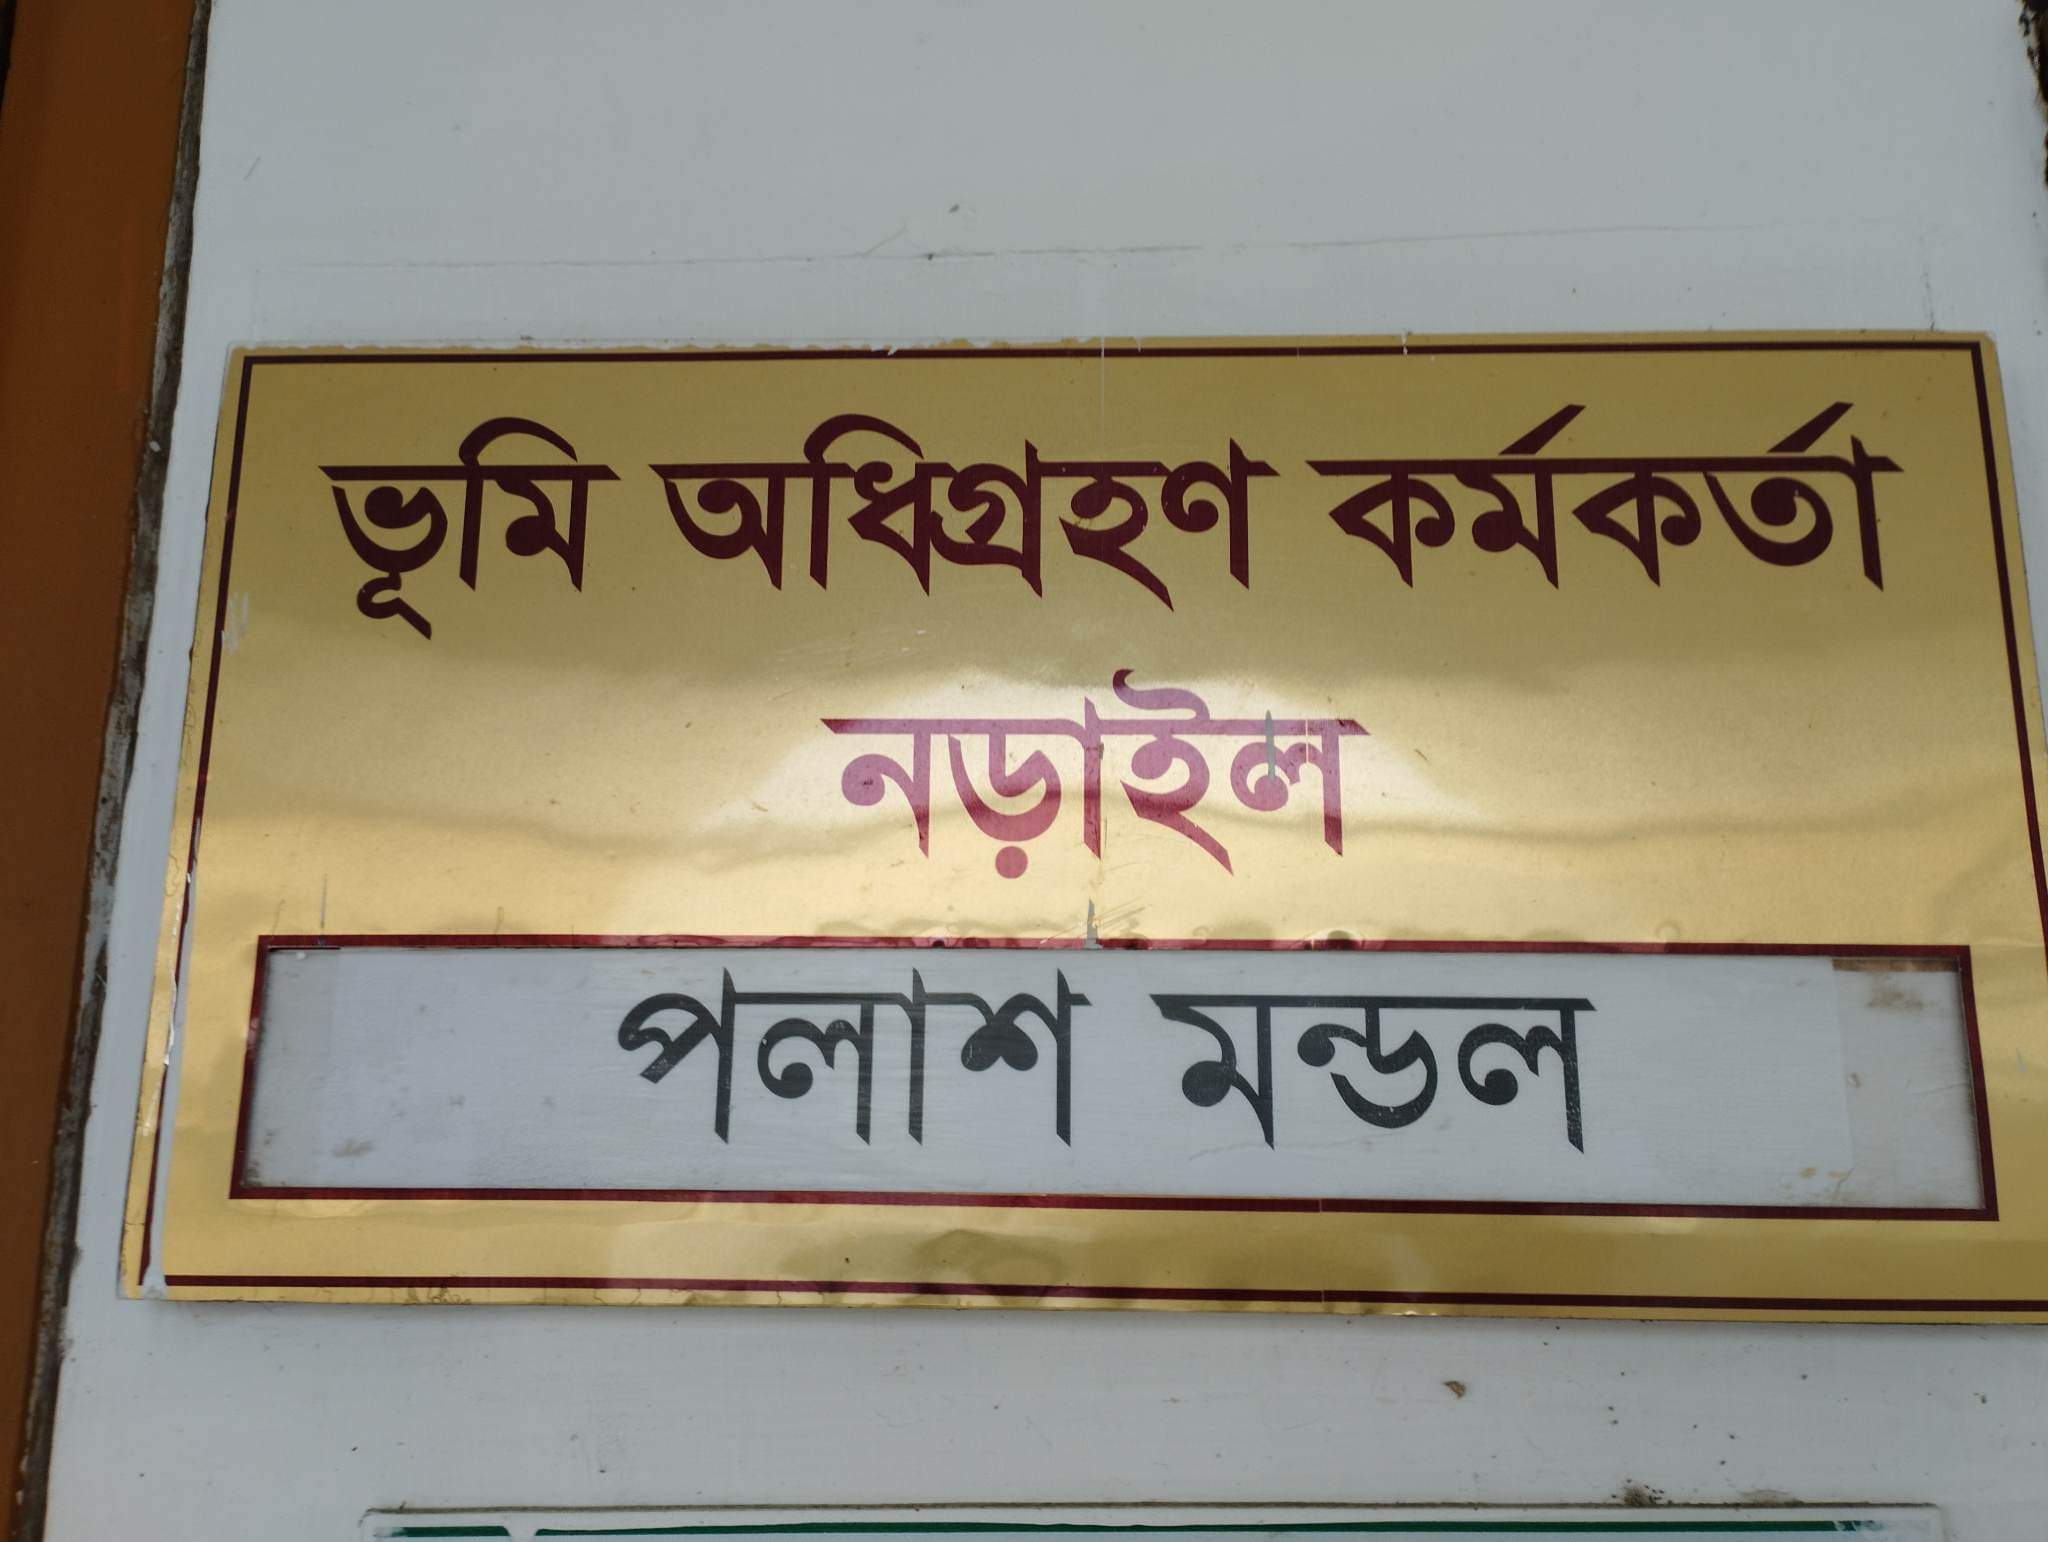 ভূমি অধিগ্রহণ কর্মকর্তা
নড়াইল
পলাশ মন্ডল